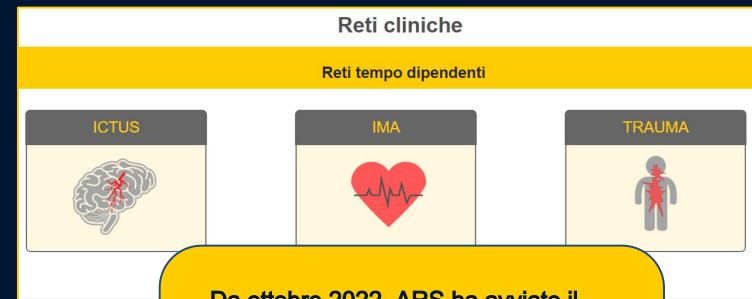 Reti cliniche
Reti tempo dipendenti
ICTUS
IMA
TRAUMA
Da ottobre 2022, ARS ha avviato il